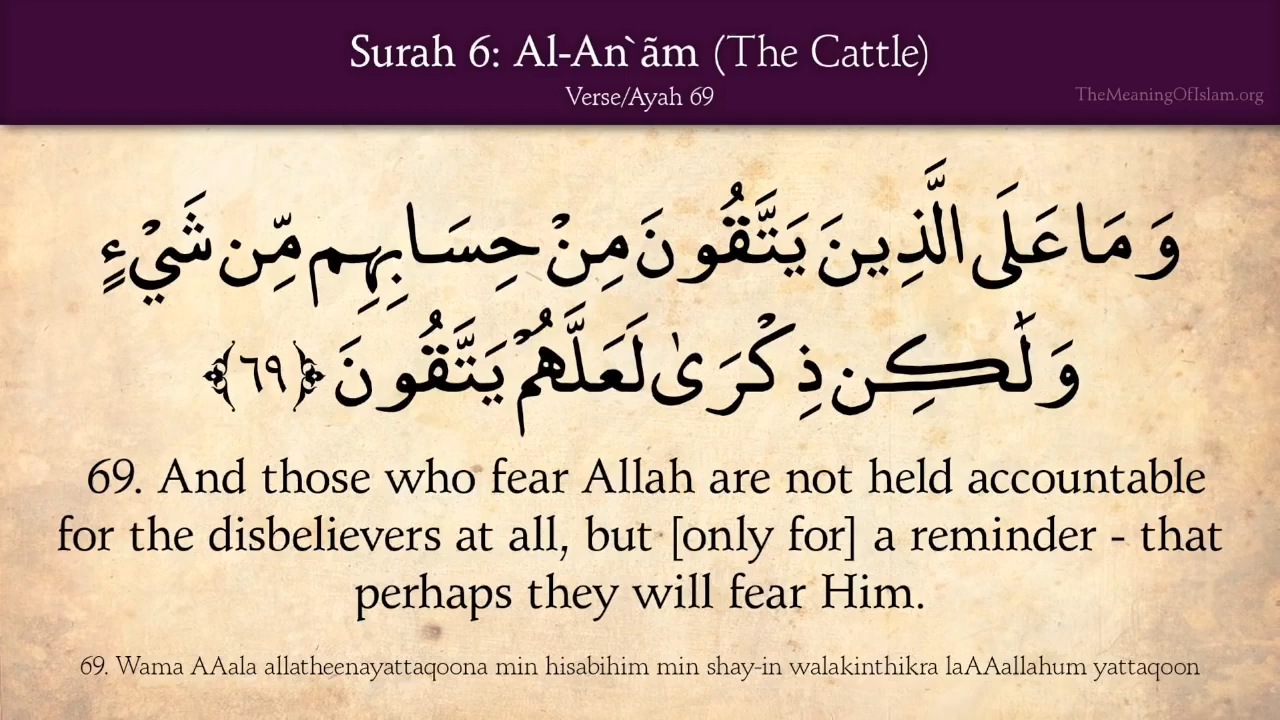 Surah 6: Al-An`ãm (The Cattle)
Verse/Ayah 69
TheMeaningOfIslam.org
وَمَا عَلَى الَّذِينَ يَتَّقُونَ مِنْ حِسَابِهِم مِّن شَيْءٍ
وَلَٰكِن ذِكْرَىٰ لَعَلَّهُمْ يَتَّقُونَ ﴿٦٩﴾
69. And those who fear Allah are not held accountable
for the disbelievers at all, but [only for] a reminder - that
perhaps they will fear Him.
69. Wama AAala allatheenayattaqoona min hisabihim min shay-in walakinthikra laAAallahum yattaqoon